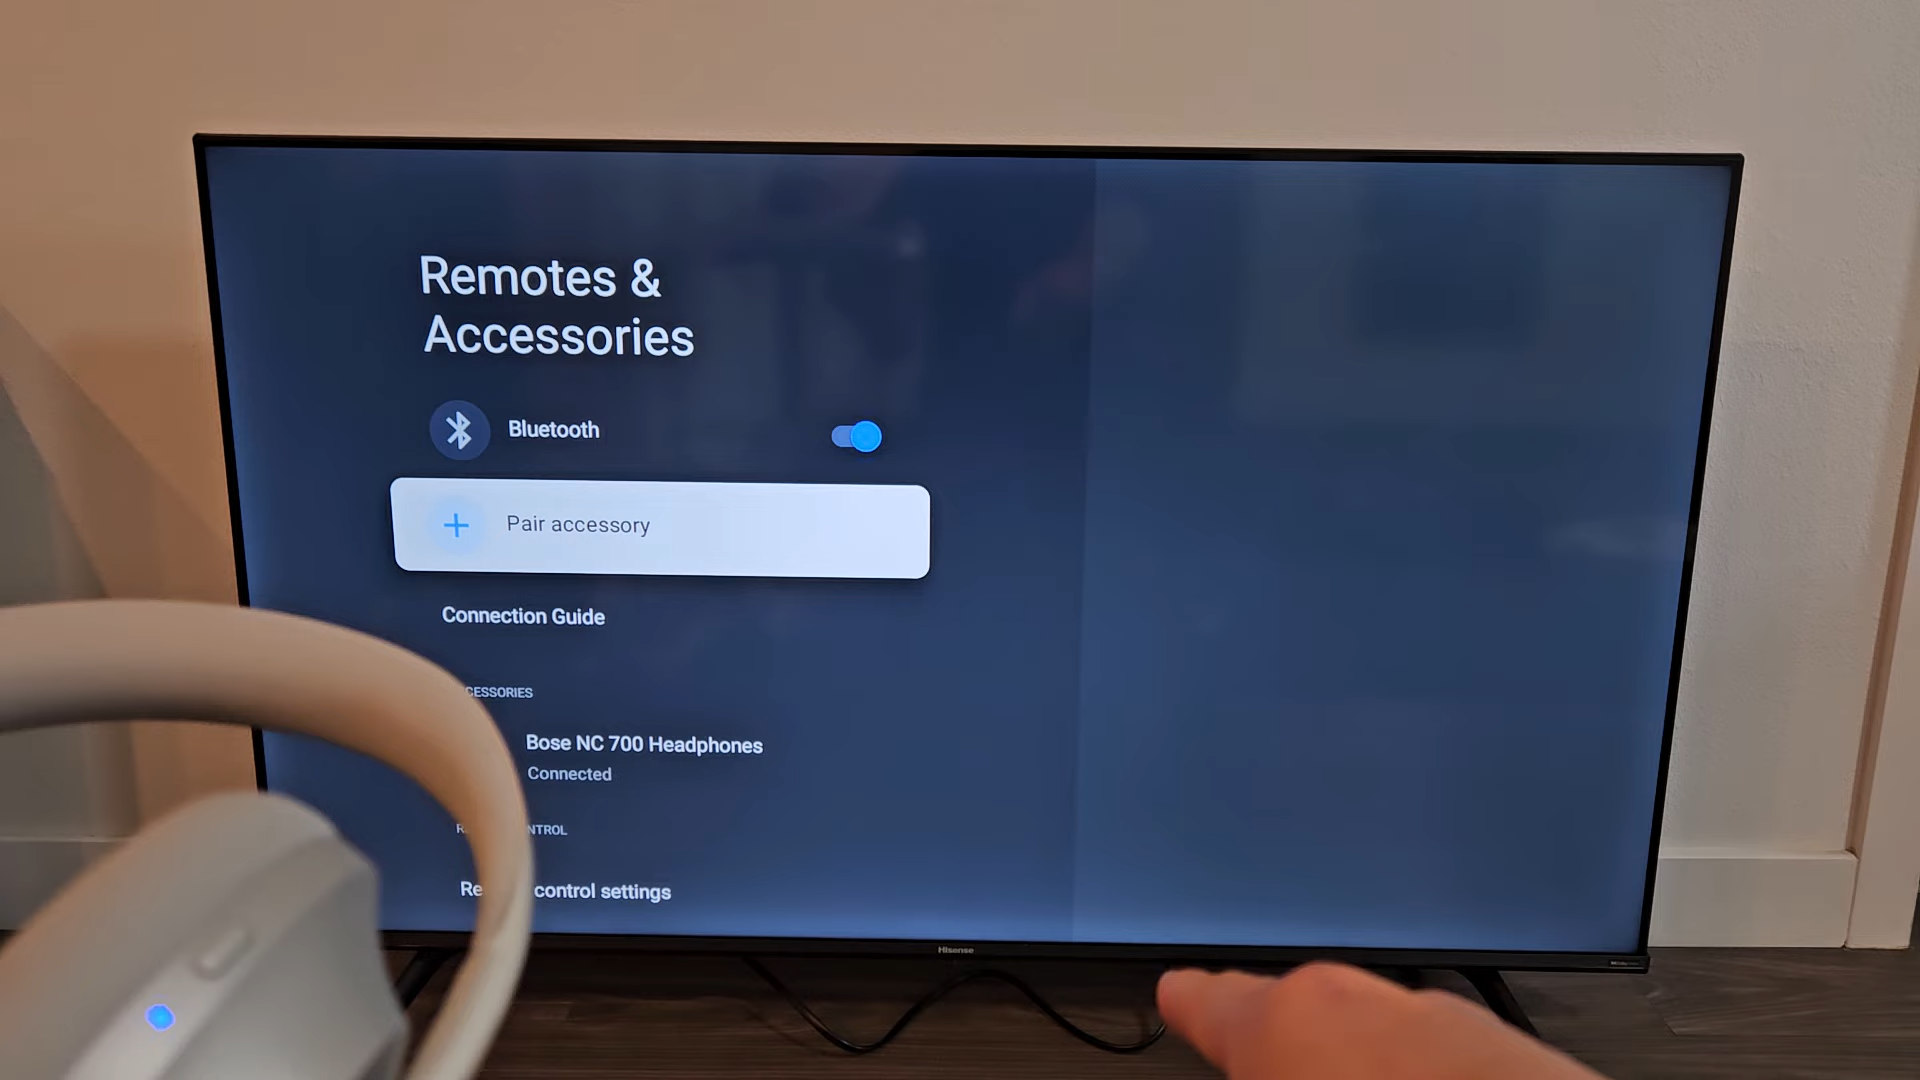 Remotes &
Accessories
Bluetooth
Pair accessory
Connection Guide
CESSORIES
Bose NC 700 Headphones
Connected
R NTROL
Re control settings
Hisense